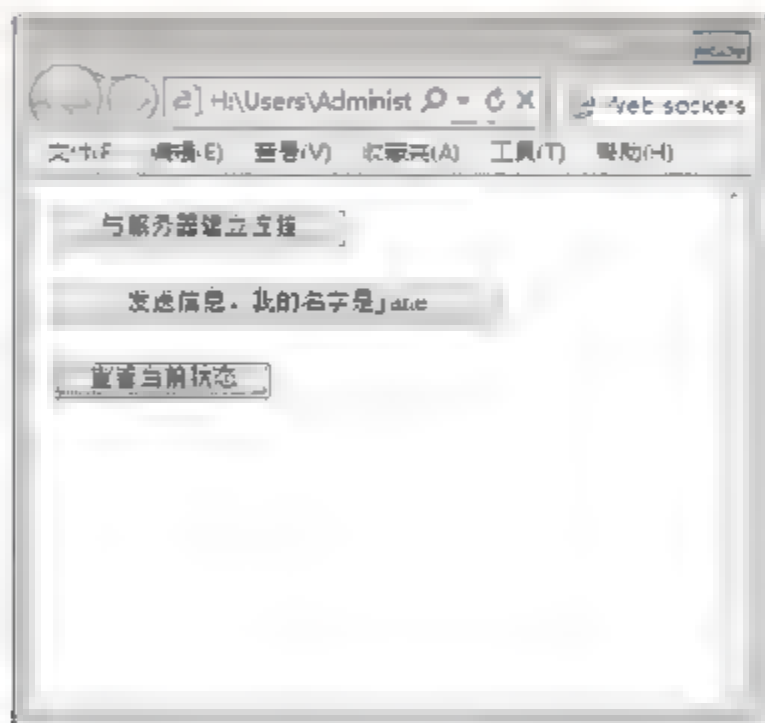 H:\Users\Administ
Web sockets
文件(F) 编辑(E) 查看(V) 收藏夹(A) 工具(T) 帮助(H)
与服务器建立连接
发送信息:我的名字是Jane
查看当前状态